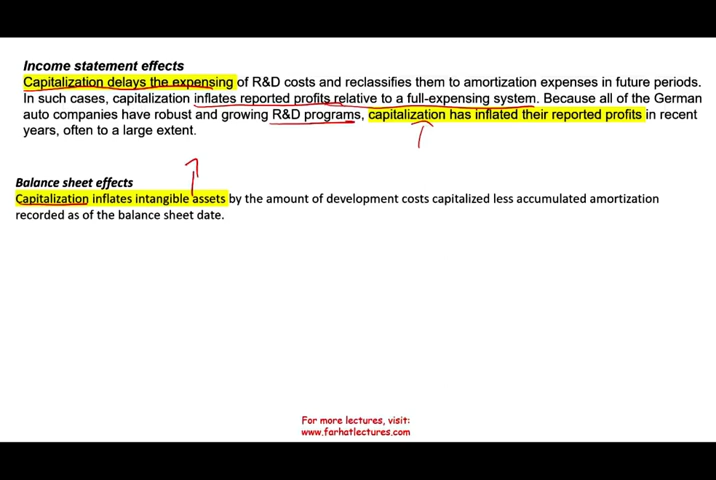 Income statement effects
Capitalization delays the expensing of R&D costs and reclassifies them to amortization expenses in future periods.
In such cases, capitalization inflates reported profits relative to a full-expensing system. Because all of the German
auto companies have robust and growing R&D programs, capitalization has inflated their reported profits in recent
years, often to a large extent.
Balance sheet effects
Capitalization inflates intangible assets by the amount of development costs capitalized less accumulated amortization
recorded as of the balance sheet date.
For more lectures, visit:
www.farhatlectures.com